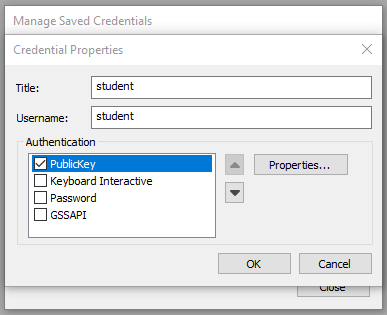 Manage Saved Credentials
Credential Properties
Title: student
Username: student
Authentication
PublicKey
Properties...
Keyboard Interactive
Password
GSSAPI
OK Cancel
Close